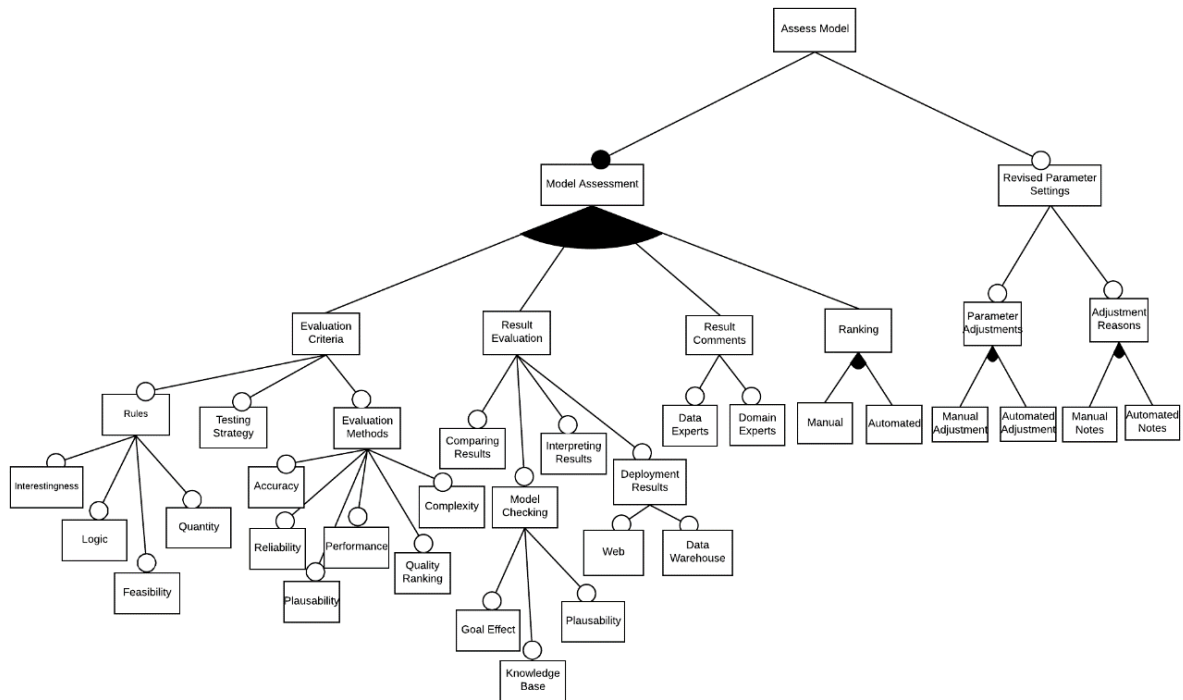 Assess Model
Model Assessment
Revised Parameter
Settings
Evaluation
Criteria
Result
Evaluation
Result
Comments
Ranking
Parameter
Adjustments
Adjustment
Reasons
Rules
Testing
Strategy
Evaluation
Methods
Comparing
Results
Interpreting
Results
Data
Experts
Domain
Experts
Manual
Automated
Manual
Adjustment
Automated
Adjustment
Manual
Notes
Automated
Notes
Interestingness
Logic
Feasibility
Quantity
Accuracy
Reliability
Plausability
Performance
Quality
Ranking
Complexity
Model
Checking
Deployment
Results
Web
Data
Warehouse
Goal Effect
Knowledge
Base
Plausability